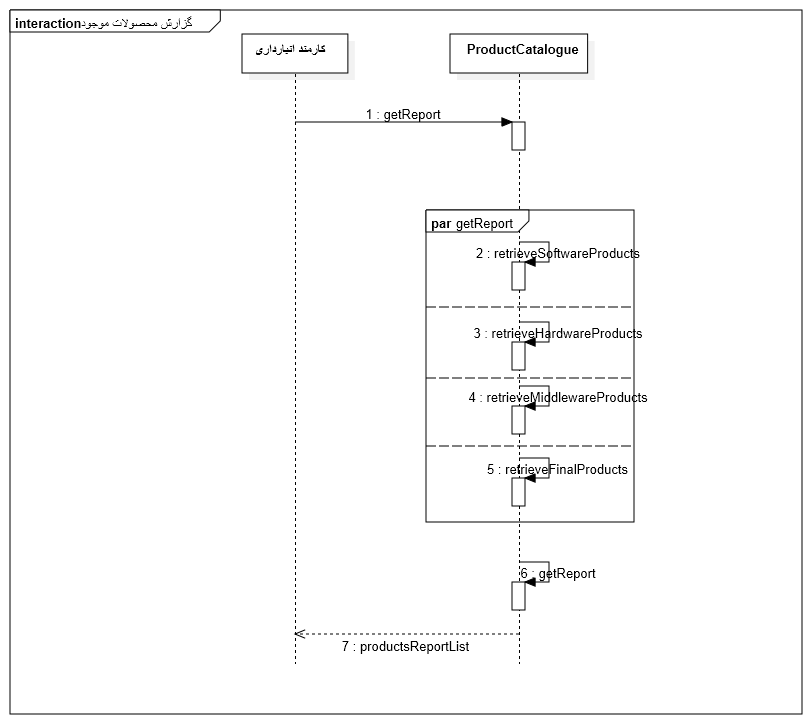 interaction گزارش محصولات موجود
کارمند انبارداری
ProductCatalogue
1 : getReport
par getReport
2 : retrieveSoftwareProducts
3 : retrieveHardwareProducts
4 : retrieveMiddlewareProducts
5 : retrieveFinalProducts
6 : getReport
7 : productsReportList